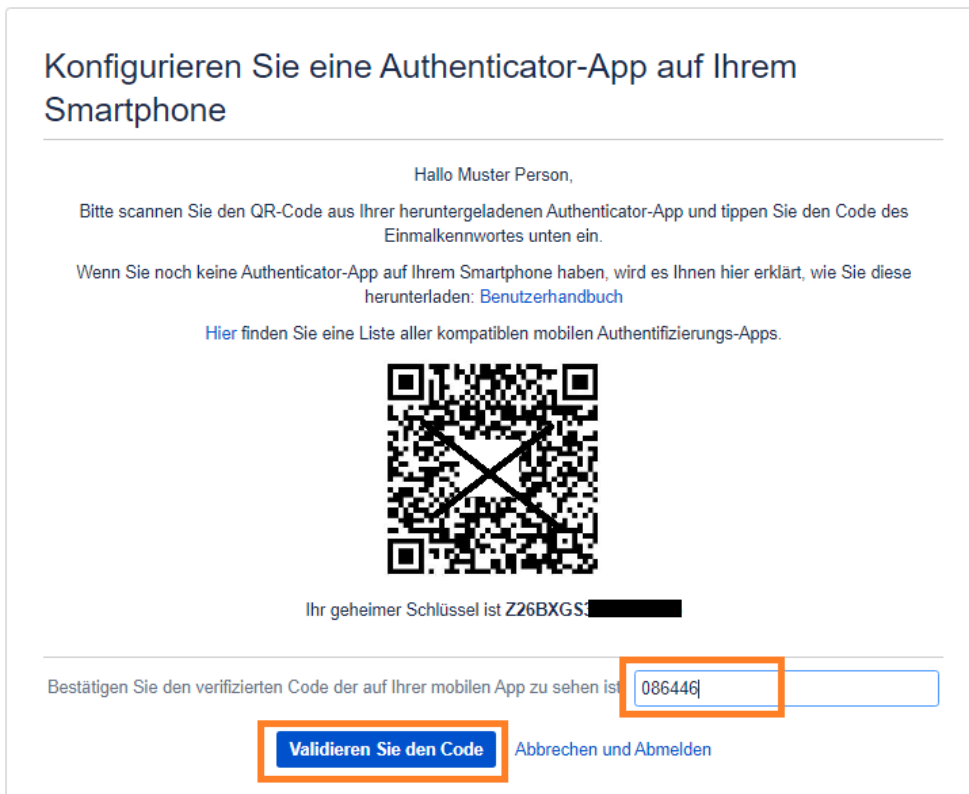 Konfigurieren Sie eine Authenticator-App auf Ihrem
Smartphone
Hallo Muster Person,
Bitte scannen Sie den QR-Code aus Ihrer heruntergeladenen Authenticator-App und tippen Sie den Code des
Einmalkennwortes unten ein.
Wenn Sie noch keine Authenticator-App auf Ihrem Smartphone haben, wird es Ihnen hier erklärt, wie Sie diese
herunterladen: Benutzerhandbuch
Hier finden Sie eine Liste aller kompatiblen mobilen Authentifizierungs-Apps.
Ihr geheimer Schlüssel ist Z26BXGS
Bestätigen Sie den verifizierten Code der auf Ihrer mobilen App zu sehen ist 086446
Validieren Sie den Code Abbrechen und Abmelden